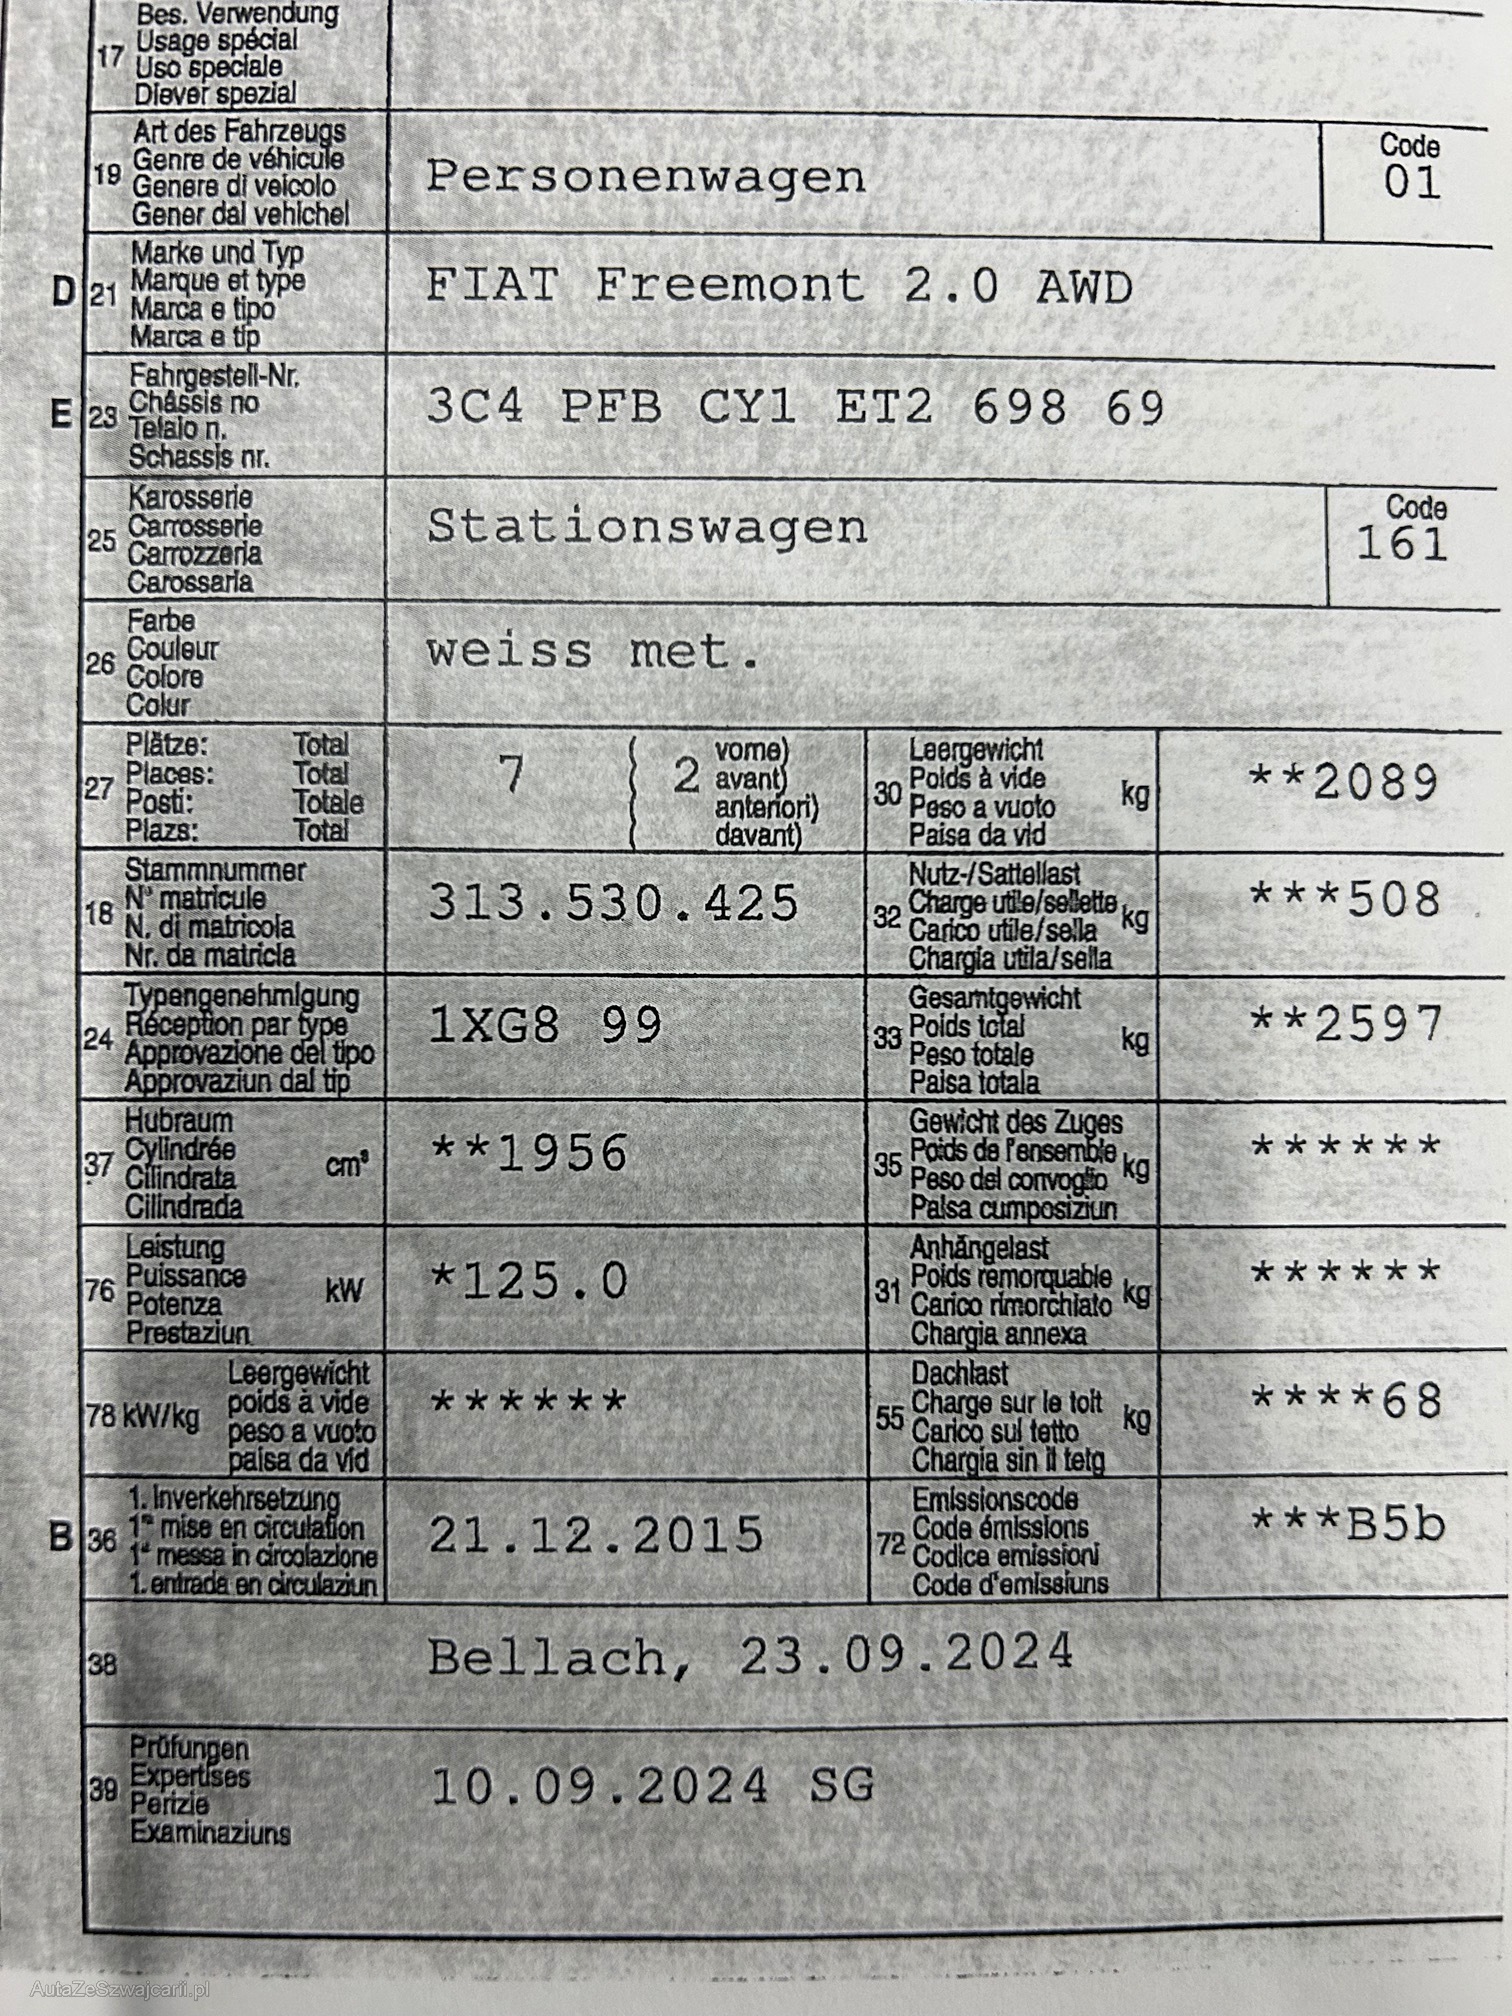 17
Bes. Verwendung
Usage spécial
Uso speciale
Diever spezial
19
Art des Fahrzeugs
Genre de véhicule
Genere di veicolo
Gener dal vehichel
Personenwagen
Code
01
D 21
Marke und Typ
Marque et type
Marca e tipo
Marca e tip
FIAT Freemont 2.0 AWD
E 23
Fahrgestell-Nr.
Châssis no
Telaio n.
Schassis nr.
3C4 PFB CY1 ET2 698 69
25
Karosserie
Carrosserie
Carrozzeria
Carossaria
Stationswagen
Code
161
26
Farbe
Couleur
Colore
Colur
weiss met.
27
Plätze: Total
Places: Total
Posti: Totale
Plazs: Total
7 ( 2
vorne)
avant)
anteriori)
davant)
30
Leergewicht
Poids à vide
Peso a vuoto
Paisa da vid
kg
**2089
18
Stammnummer
N° matricule
N. di matricola
Nr. da matricla
313.530.425
32
Nutz-/Sattellast
Charge utile/sellette
Carico utile/sella
Chargia utila/sella
kg
***508
24
Typengenehmigung
Réception par type
Approvazione del tipo
Approvaziun dal tip
1XG8 99
33
Gesamtgewicht
Poids total
Peso totale
Paisa totala
kg
**2597
37
Hubraum
Cylindrée
Cilindrata
Cilindrada
cm³
**1956
35
Gewicht des Zuges
Poids de l'ensemble
Peso del convoglio
Paisa cumposiziun
kg
******
76
Leistung
Puissance
Potenza
Prestaziun
kW
*125.0
31
Anhängelast
Poids remorquable
Carico rimorchiato
Chargia annexa
kg
******
78 kW/kg
Leergewicht
poids à vide
peso a vuoto
paisa da vid
******
55
Dachlast
Charge sur le toit
Carico sul tetto
Chargia sin il tetg
kg
****68
B 36
1. Inverkehrsetzung
1re mise en circulation
1a messa in circolazione
1. entrada en circulaziun
21.12.2015
72
Emissionscode
Code émissions
Codice emissioni
Code d'emissiuns
***B5b
38
Bellach, 23.09.2024
39
Prüfungen
Expertises
Perizie
Examinaziuns
10.09.2024 SG
AutaZeSzwajcarii.pl